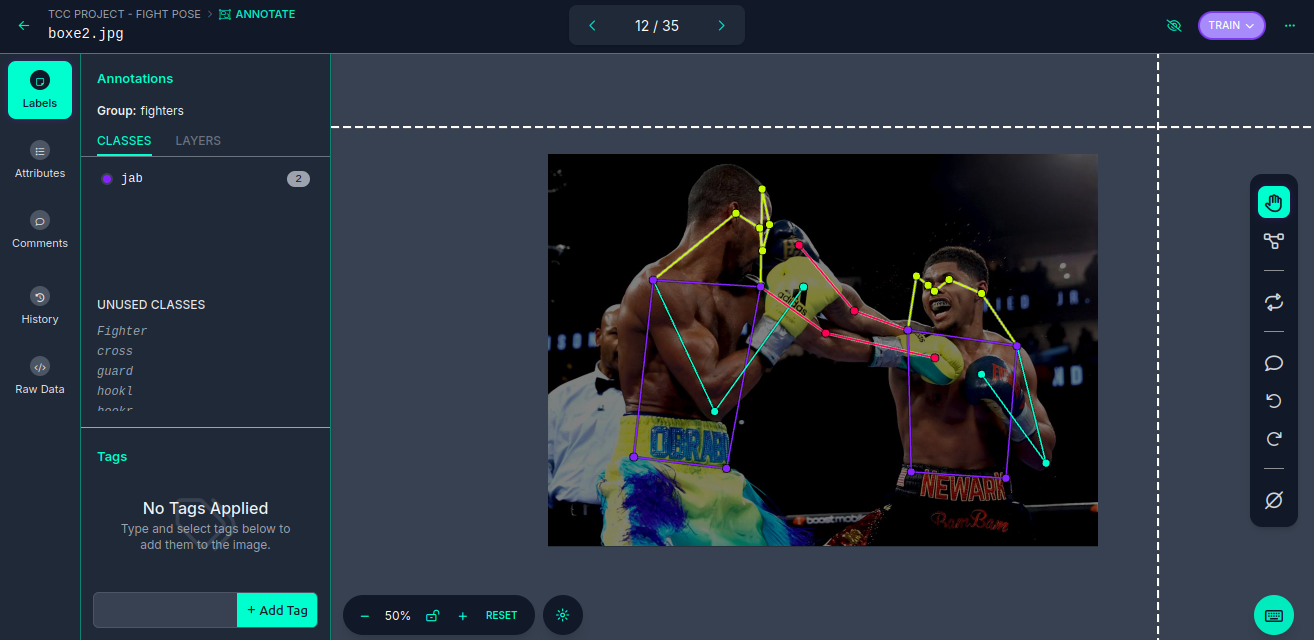 TCC PROJECT - FIGHT POSE > ANNOTATE
boxe2.jpg
12 / 35
TRAIN
Labels
Attributes
Comments
History
Raw Data
Annotations
Group: fighters
CLASSES LAYERS
jab 2
UNUSED CLASSES
Fighter
cross
guard
hookl
hookr
Tags
No Tags Applied
Type and select tags below to
add them to the image.
+ Add Tag
adidas
NEWARK
BamBam
boostmobile
50%
RESET